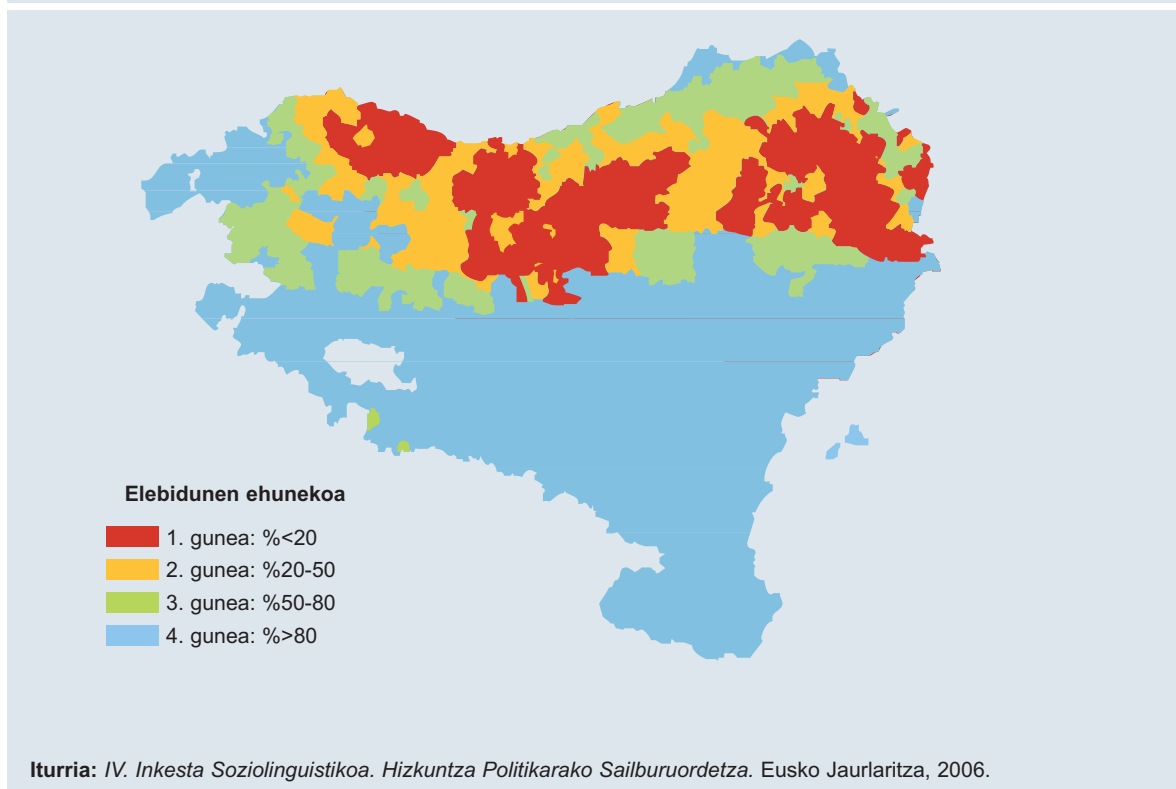 Elebidunen ehunekoa
1. gunea: %<20
2. gunea: %20-50
3. gunea: %50-80
4. gunea: %>80
Iturria: IV. Inkesta Soziolinguistikoa. Hizkuntza Politikarako Sailburuordetza. Eusko Jaurlaritza, 2006.